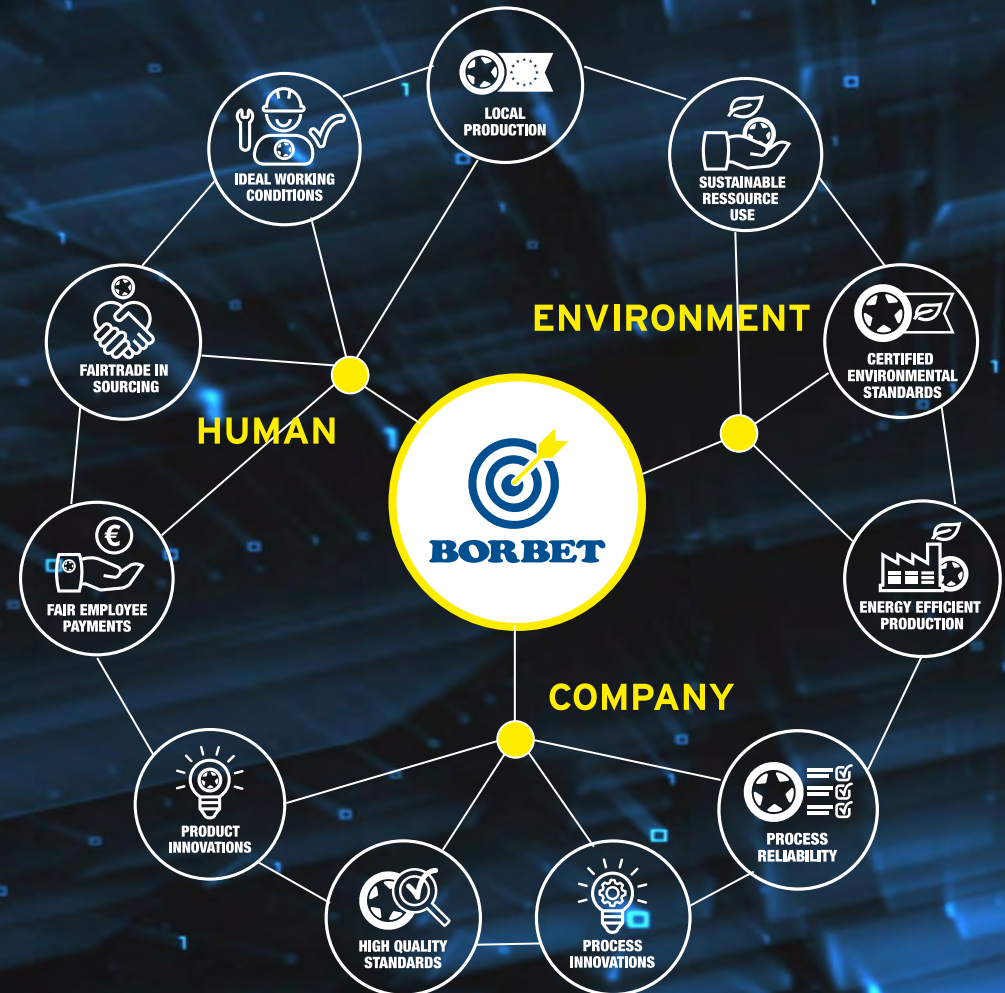 LOCAL
PRODUCTION
IDEAL WORKING
CONDITIONS
SUSTAINABLE
RESSOURCE
USE
ENVIRONMENT
FAIRTRADE IN
SOURCING
CERTIFIED
ENVIRONMENTAL
STANDARDS
HUMAN
BORBET
€
FAIR EMPLOYEE
PAYMENTS
ENERGY EFFICIENT
PRODUCTION
COMPANY
PRODUCT
INNOVATIONS
PROCESS
RELIABILITY
HIGH QUALITY
STANDARDS
PROCESS
INNOVATIONS